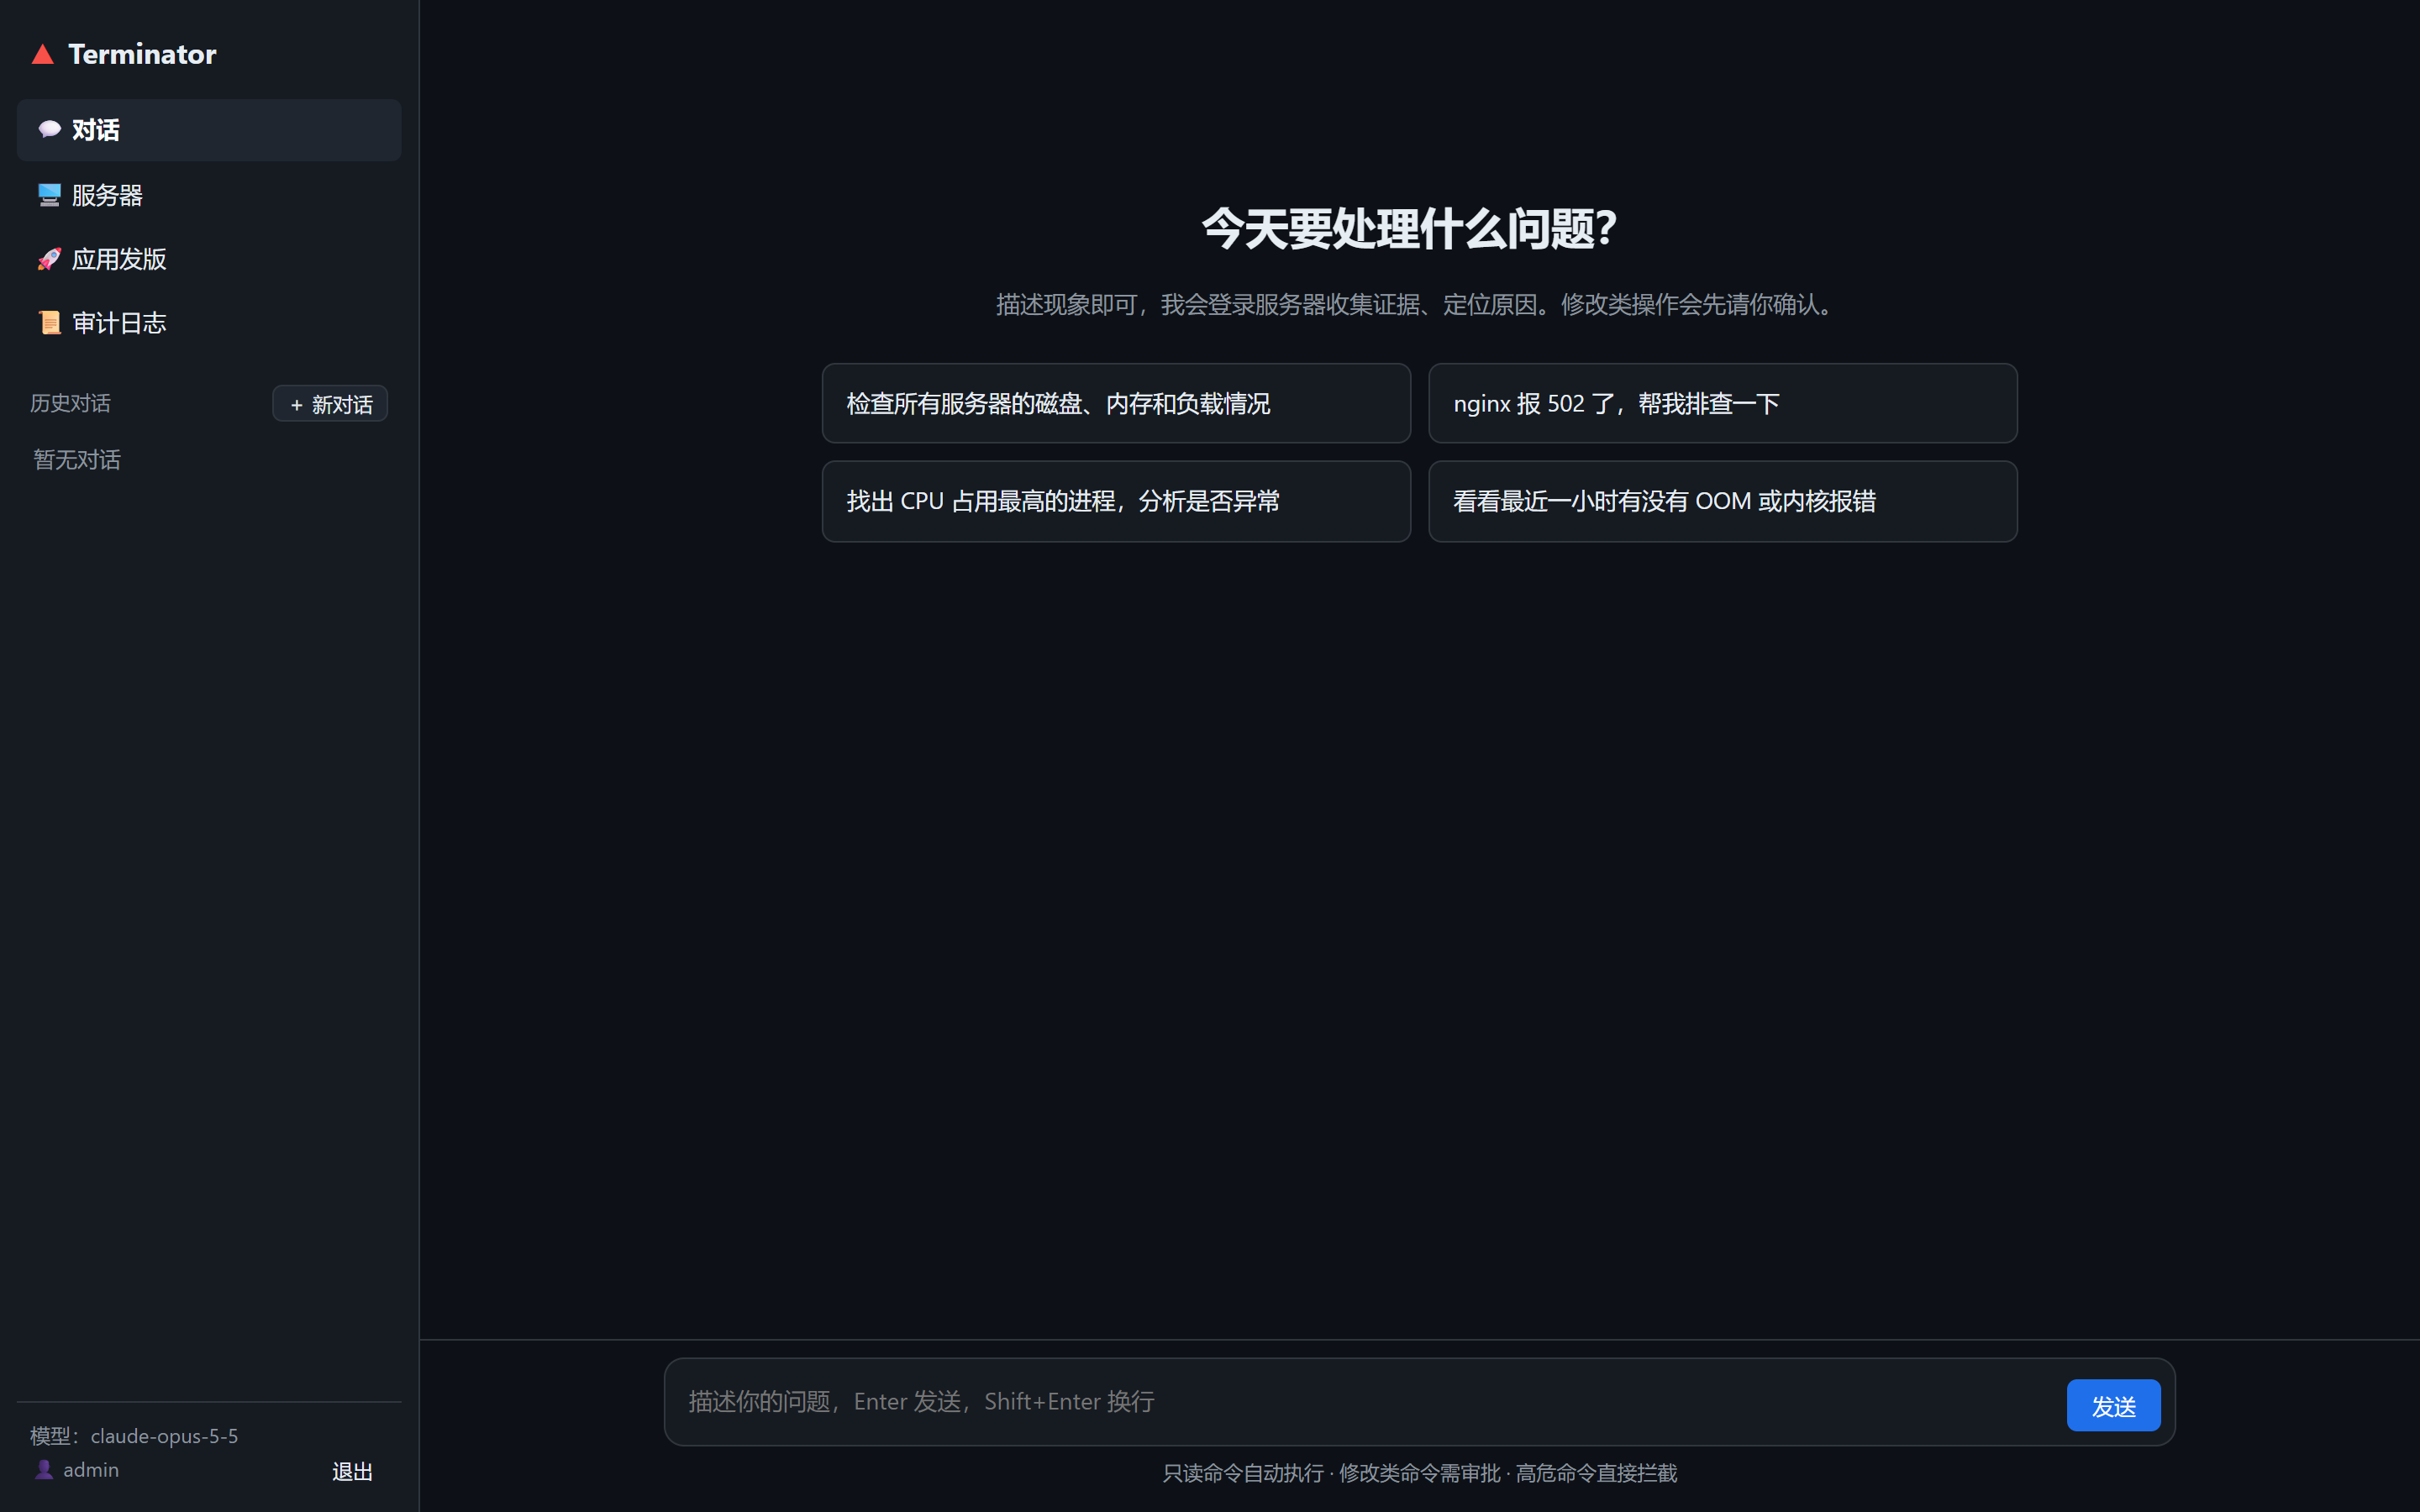 Terminator
对话
服务器
应用发版
审计日志
历史对话
+ 新对话
暂无对话
今天要处理什么问题?
描述现象即可，我会登录服务器收集证据、定位原因。修改类操作会先请你确认。
检查所有服务器的磁盘、内存和负载情况
nginx 报 502 了，帮我排查一下
找出 CPU 占用最高的进程，分析是否异常
看看最近一小时有没有 OOM 或内核报错
描述你的问题，Enter 发送，Shift+Enter 换行
发送
只读命令自动执行 · 修改类命令需审批 · 高危命令直接拦截
模型：claude-opus-5-5
admin
退出